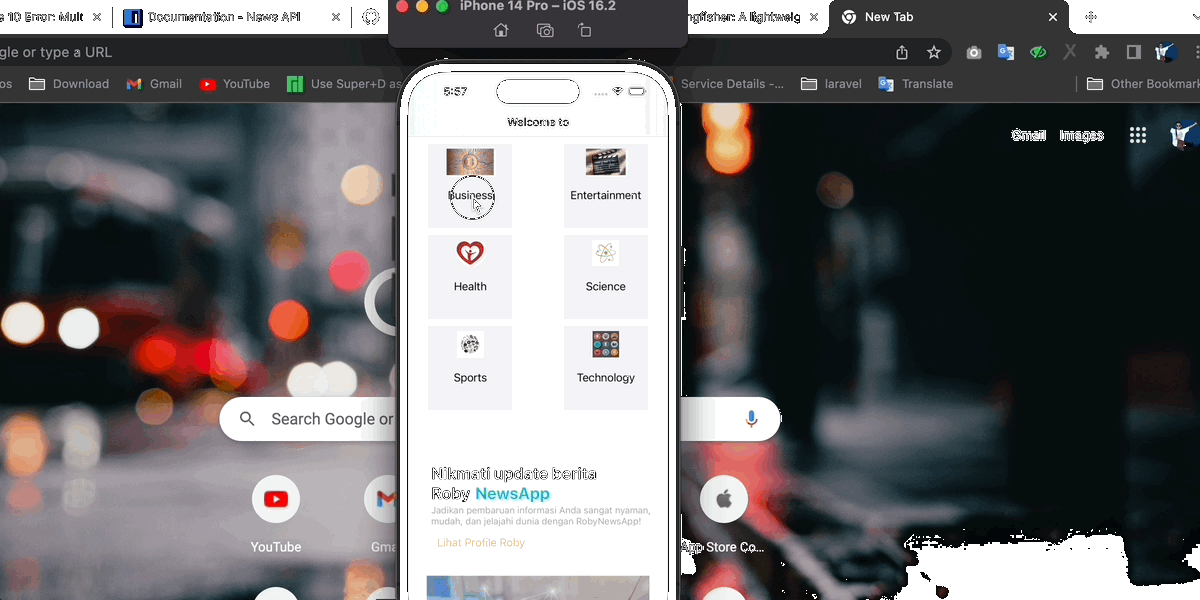 10 Error: Mult
Documentation - News API
iPhone 14 Pro – iOS 16.2
ngfisher: A lightweig
New Tab
gle or type a URL
os
Download
Gmail
YouTube
Use Super+D as
Service Details -...
laravel
Translate
Other Bookmark
Gmail
Images
Welcome to
Business
Entertainment
Health
Science
Sports
Technology
Search Google or
Nikmati update berita
Roby NewsApp
Jadikan pembaruan informasi Anda sangat nyaman,
mudah, dan jelajahi dunia dengan RobyNewsApp!
Lihat Profile Roby
YouTube
Gma
App Store Co...